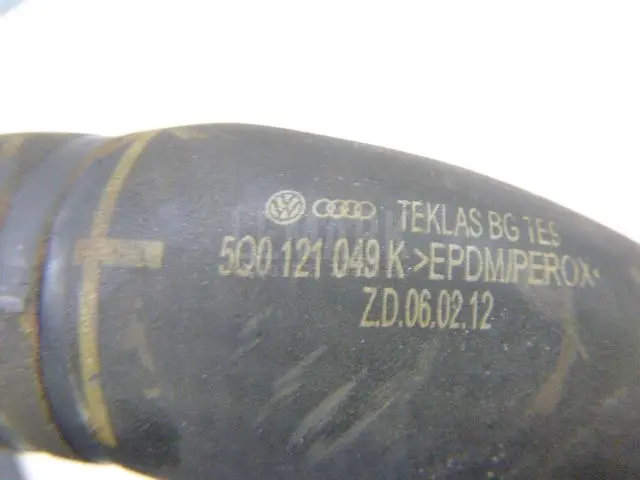 TEKLAS BG TES
5Q0 121 049 K >EPDM/PEROX<
Z.D.06.02.12